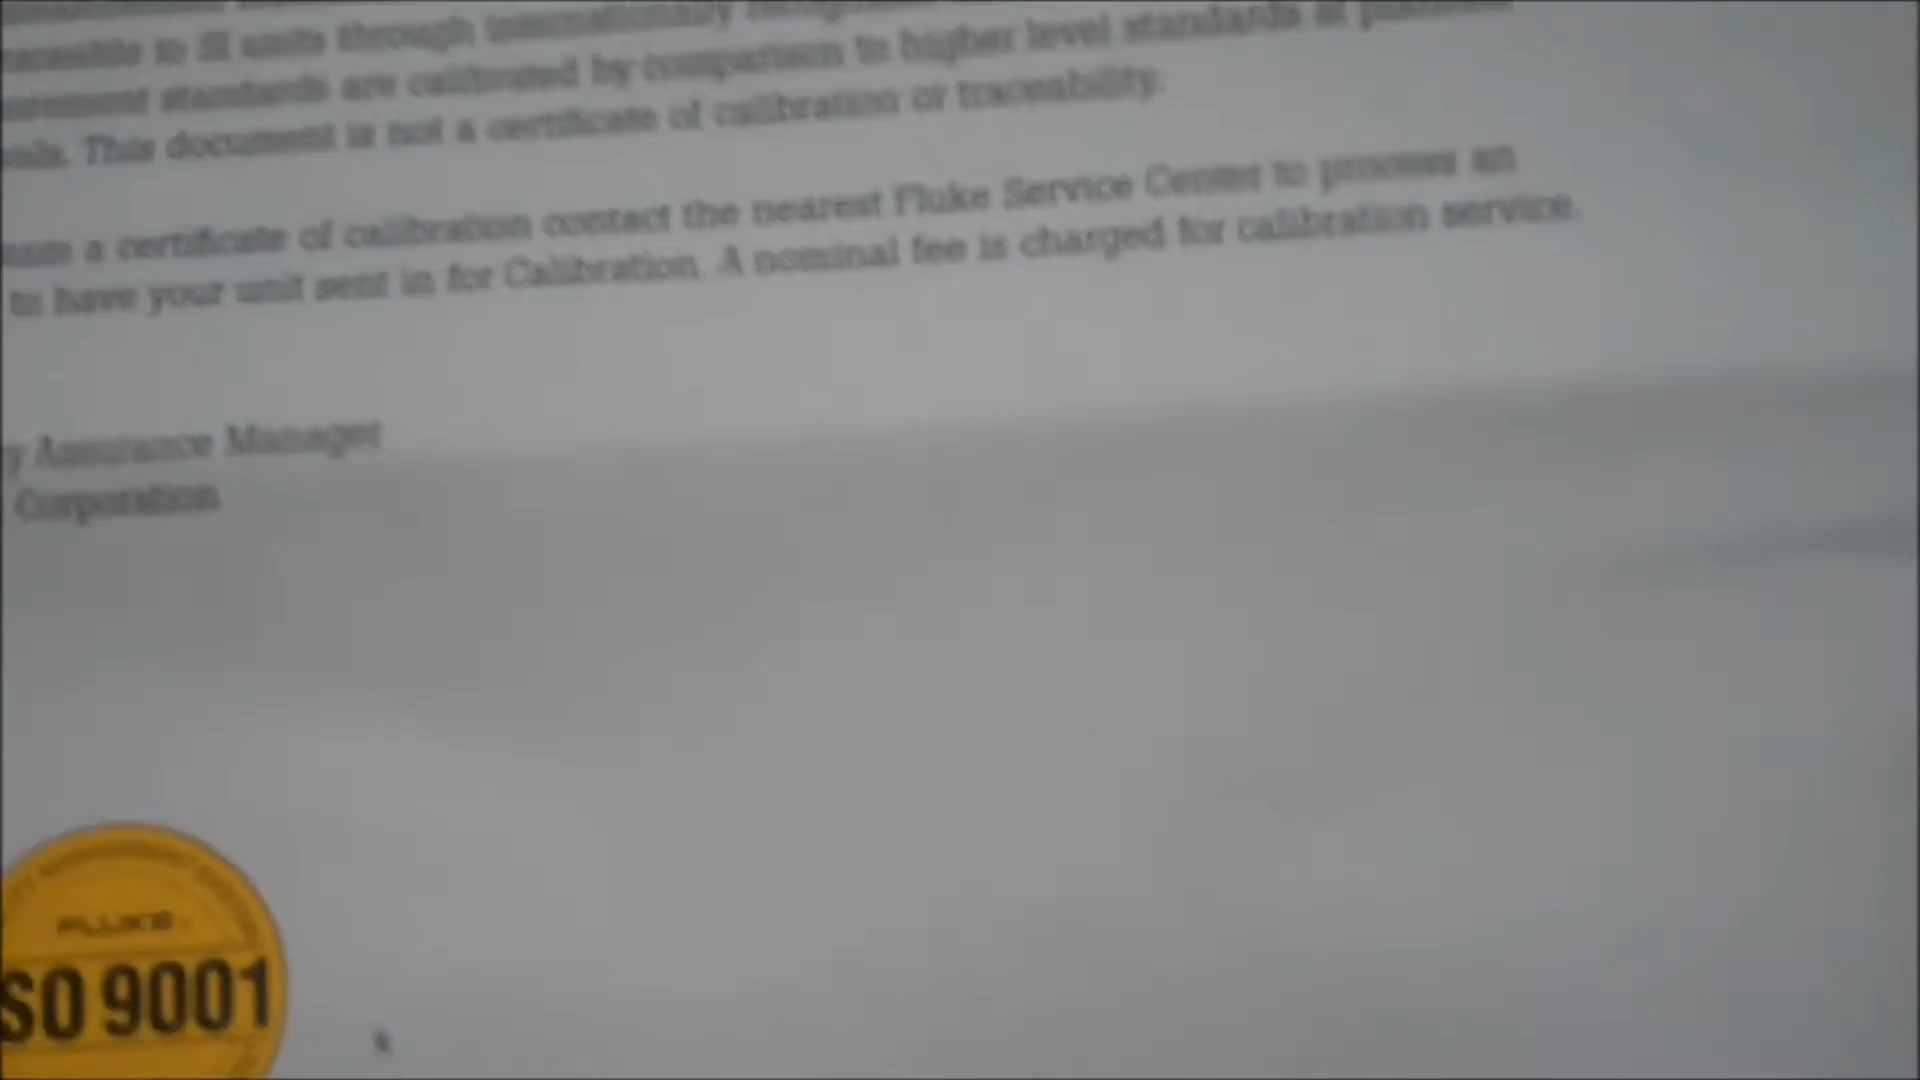 to SI units through internationally
standards are calibrated by comparison to higher level standards at
This document is not a certificate of calibration or traceability.
a certificate of calibration contact the nearest Fluke Service Center to process an
to have your unit sent in for Calibration. A nominal fee is charged for calibration service.
y Assurance Manager
Corporation
FLUKE
SO 9001